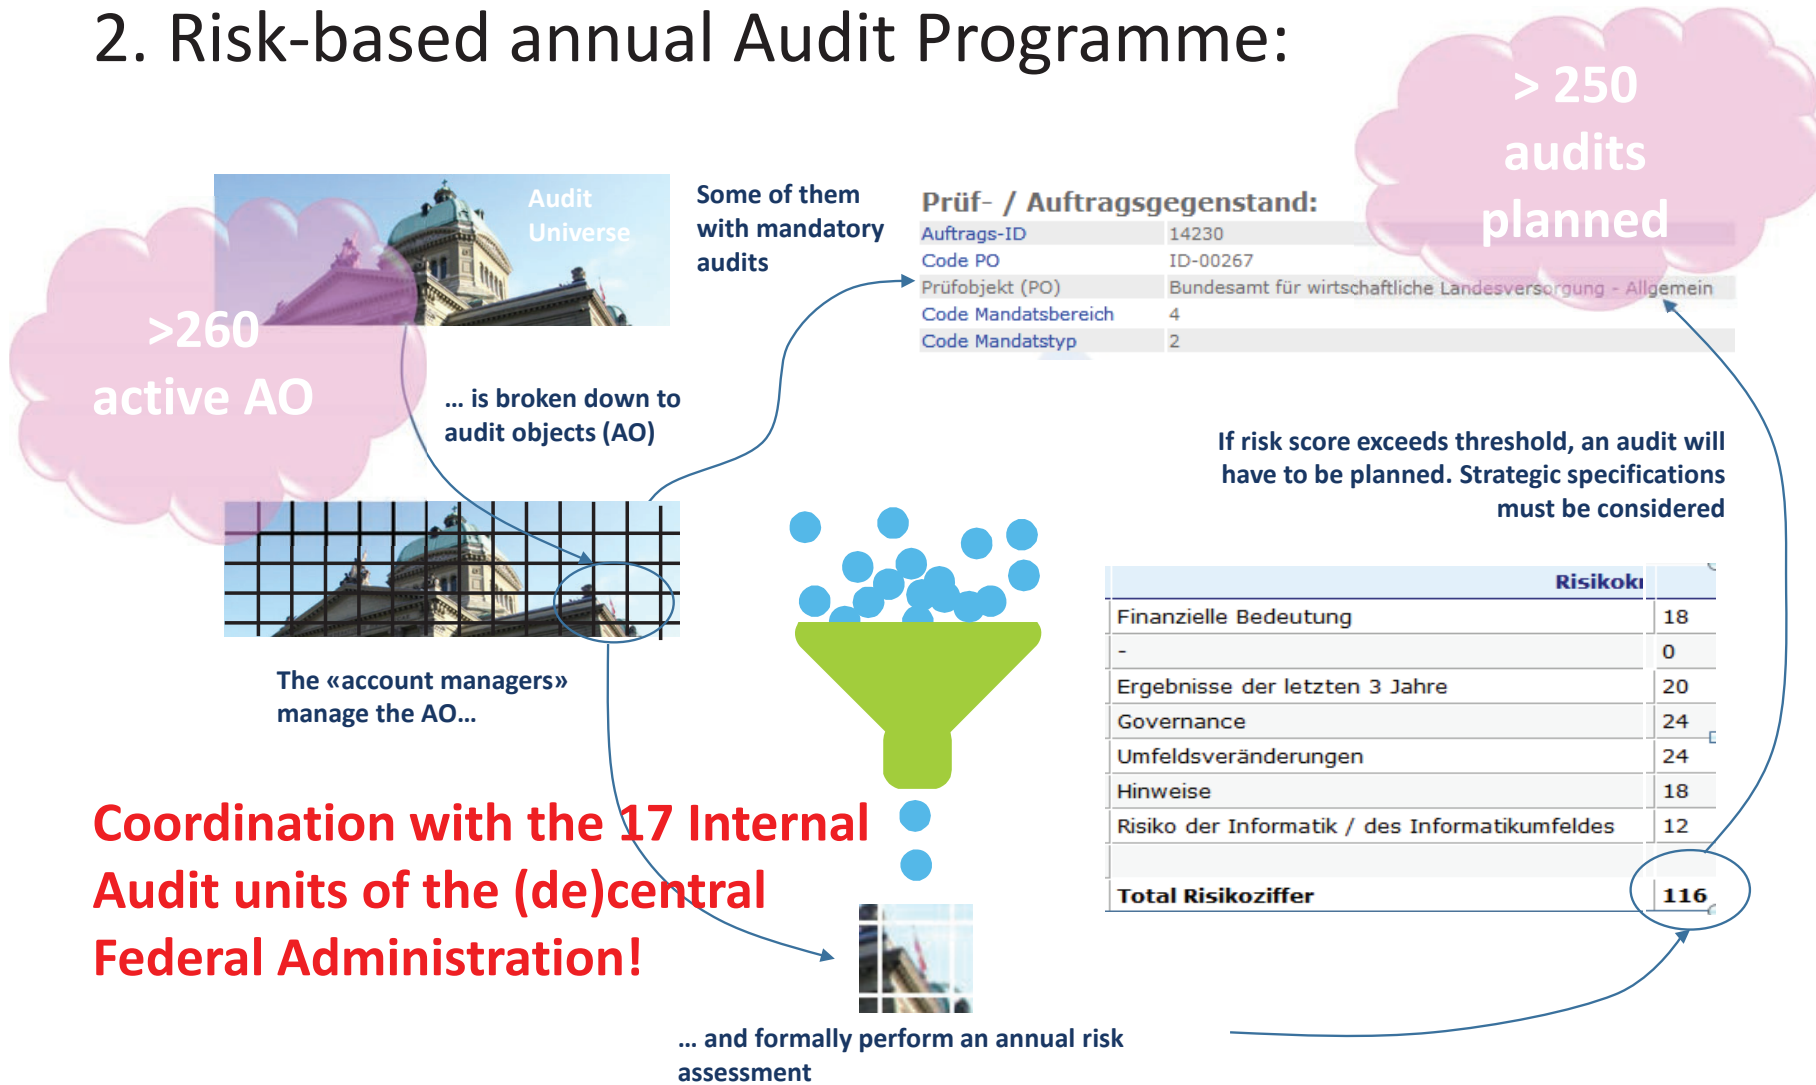 2. Risk-based annual Audit Programme:
> 250
audits
planned
Audit
Universe
>260
active AO
Some of them
with mandatory
audits
Prüf- / Auftragsgegenstand:
Auftrags-ID 14230
Code PO ID-00267
Prüfobjekt (PO) Bundesamt für wirtschaftliche Landesversorgung - Allgemein
Code Mandatsbereich 4
Code Mandatstyp 2
... is broken down to
audit objects (AO)
If risk score exceeds threshold, an audit will
have to be planned. Strategic specifications
must be considered
The «account managers»
manage the AO...
Finanzielle Bedeutung 18
- 0
Ergebnisse der letzten 3 Jahre 20
Governance 24
Umfeldsveränderungen 24
Hinweise 18
Risiko der Informatik / des Informatikumfeldes 12
Total Risikoziffer 116
Coordination with the 17 Internal
Audit units of the (de)central
Federal Administration!
... and formally perform an annual risk
assessment